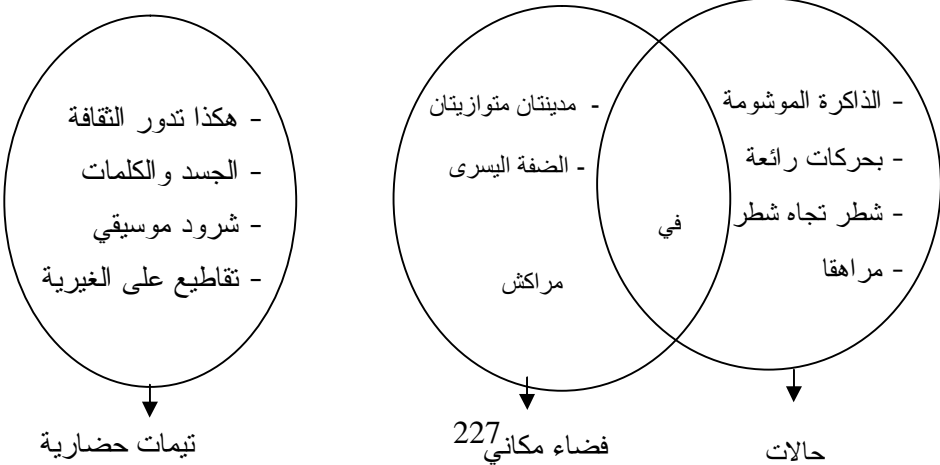 - الذاكرة الموشومة
- بحركات رائعة
- شطر تجاه شطر
- مراهقا
في
- مدينتان متوازيتان
- الضفة اليسرى
مراكش
- هكذا تدور الثقافة
- الجسد والكلمات
- شرود موسيقي
- تقاطيع على الغيرية
حالات
فضاء مكاني227
تيمات حضارية